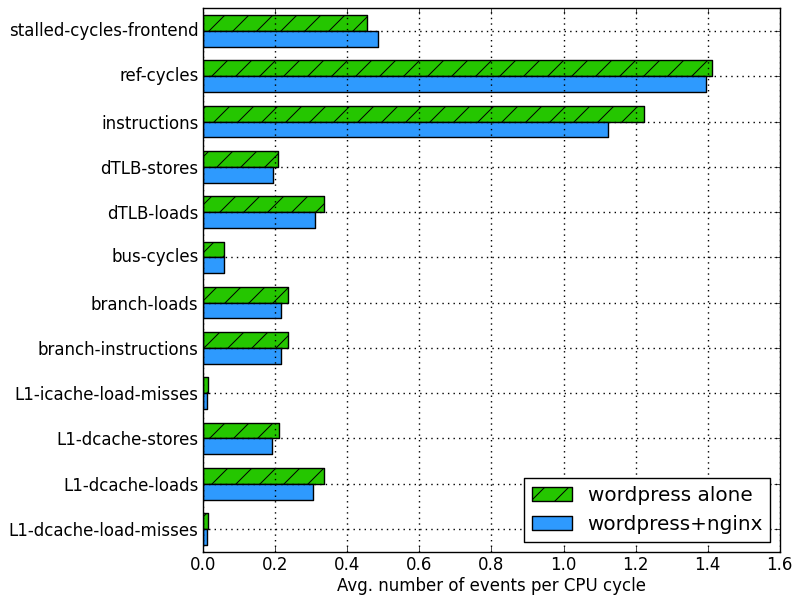 stalled-cycles-frontend
ref-cycles
instructions
dTLB-stores
dTLB-loads
bus-cycles
branch-loads
branch-instructions
L1-icache-load-misses
L1-dcache-stores
L1-dcache-loads
L1-dcache-load-misses
wordpress alone
wordpress+nginx
0.0 0.2 0.4 0.6 0.8 1.0 1.2 1.4 1.6
Avg. number of events per CPU cycle